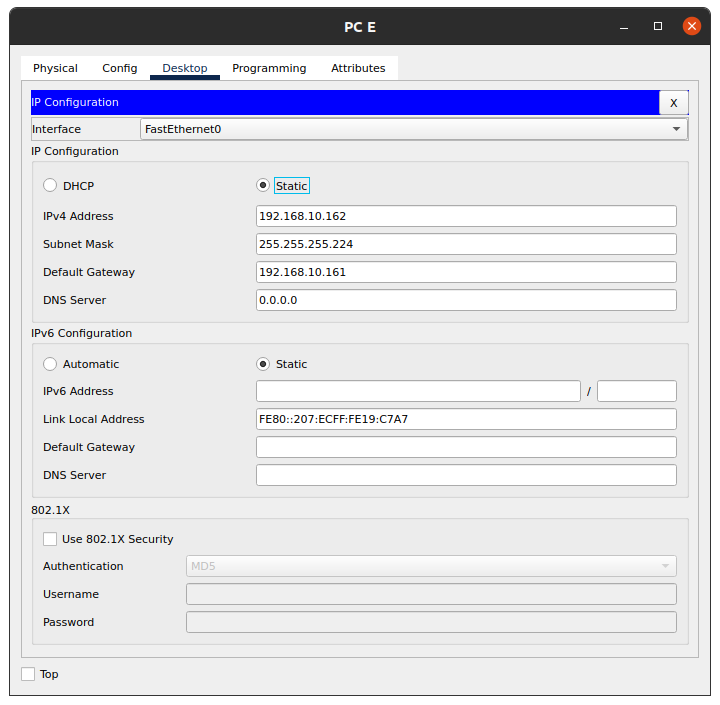 PC E
Physical Config Desktop Programming Attributes
IP Configuration X
Interface FastEthernet0
IP Configuration
DHCP Static
IPv4 Address 192.168.10.162
Subnet Mask 255.255.255.224
Default Gateway 192.168.10.161
DNS Server 0.0.0.0
IPv6 Configuration
Automatic Static
IPv6 Address /
Link Local Address FE80::207:ECFF:FE19:C7A7
Default Gateway
DNS Server
802.1X
Use 802.1X Security
Authentication MD5
Username
Password
Top